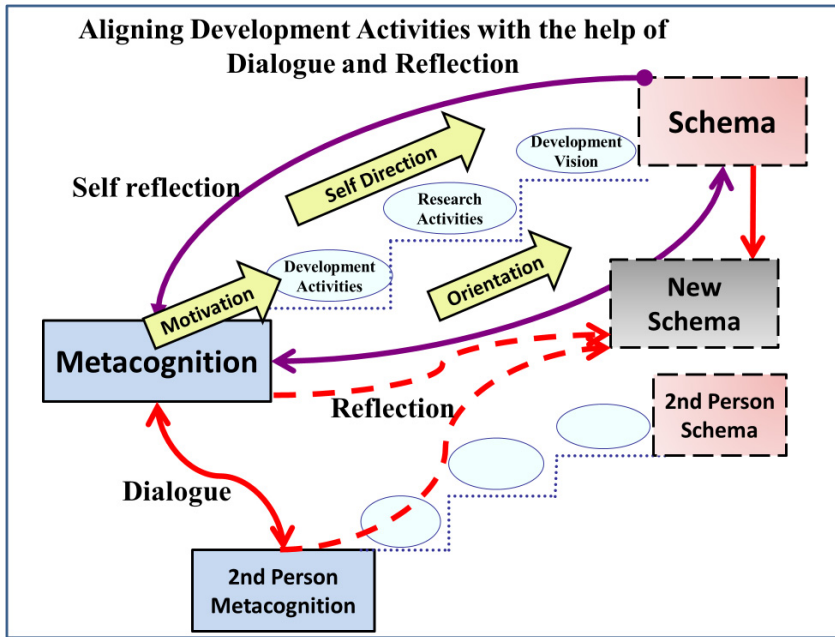 Aligning Development Activities with the help of
Dialogue and Reflection
Schema
Development
Vision
Self Direction
Self reflection
Research
Activities
Development
Activities
Orientation
Motivation
New
Schema
Metacognition
Reflection
2nd Person
Schema
Dialogue
2nd Person
Metacognition